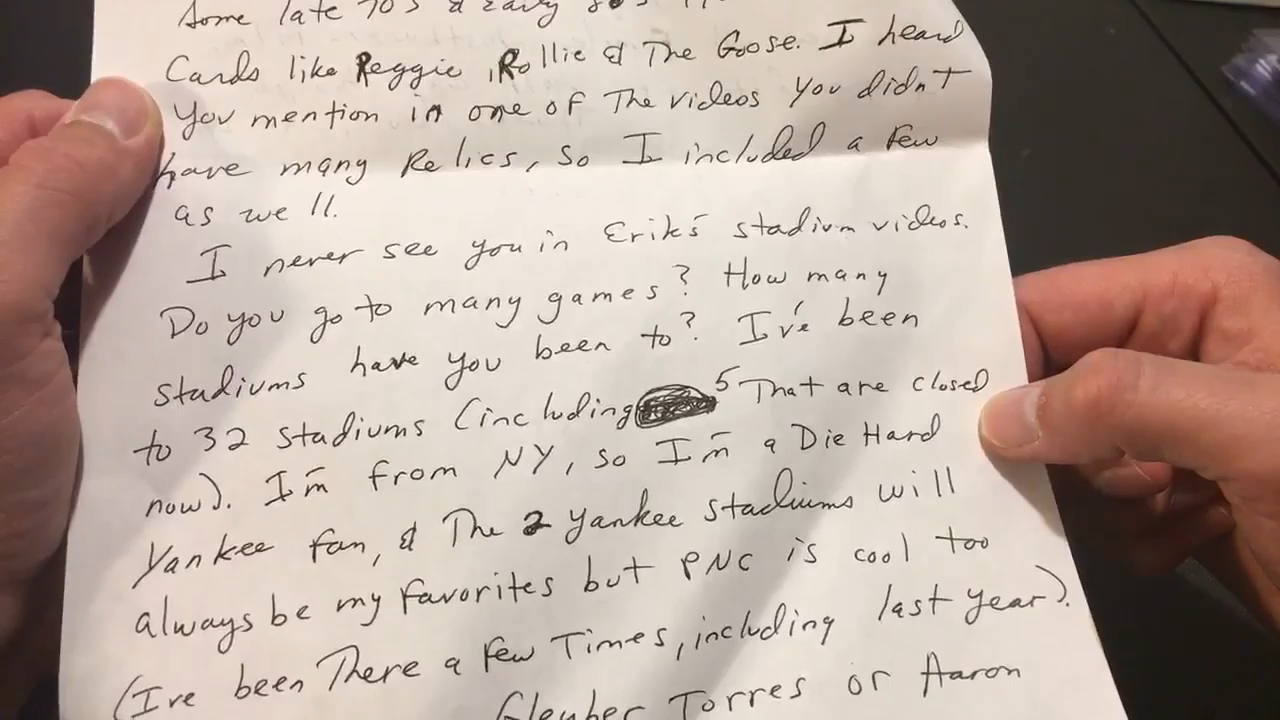 Some late 70's & Early 80's
Cards like Reggie, Rollie & The Goose. I heard
You mention in one of The videos You didn't
have many Relics, so I included a few
as well.
I never see you in Erik's stadium videos.
Do you go to many games? How many
stadiums have you been to? I've been
to 32 stadiums (including 5 That are closed
now). I'm from NY, so I'm a Die Hard
Yankee fan, & The 2 Yankee stadiums will
always be my favorites but PNC is cool too
(I've been There a few Times, including last year).
Gleyber Torres or Aaron